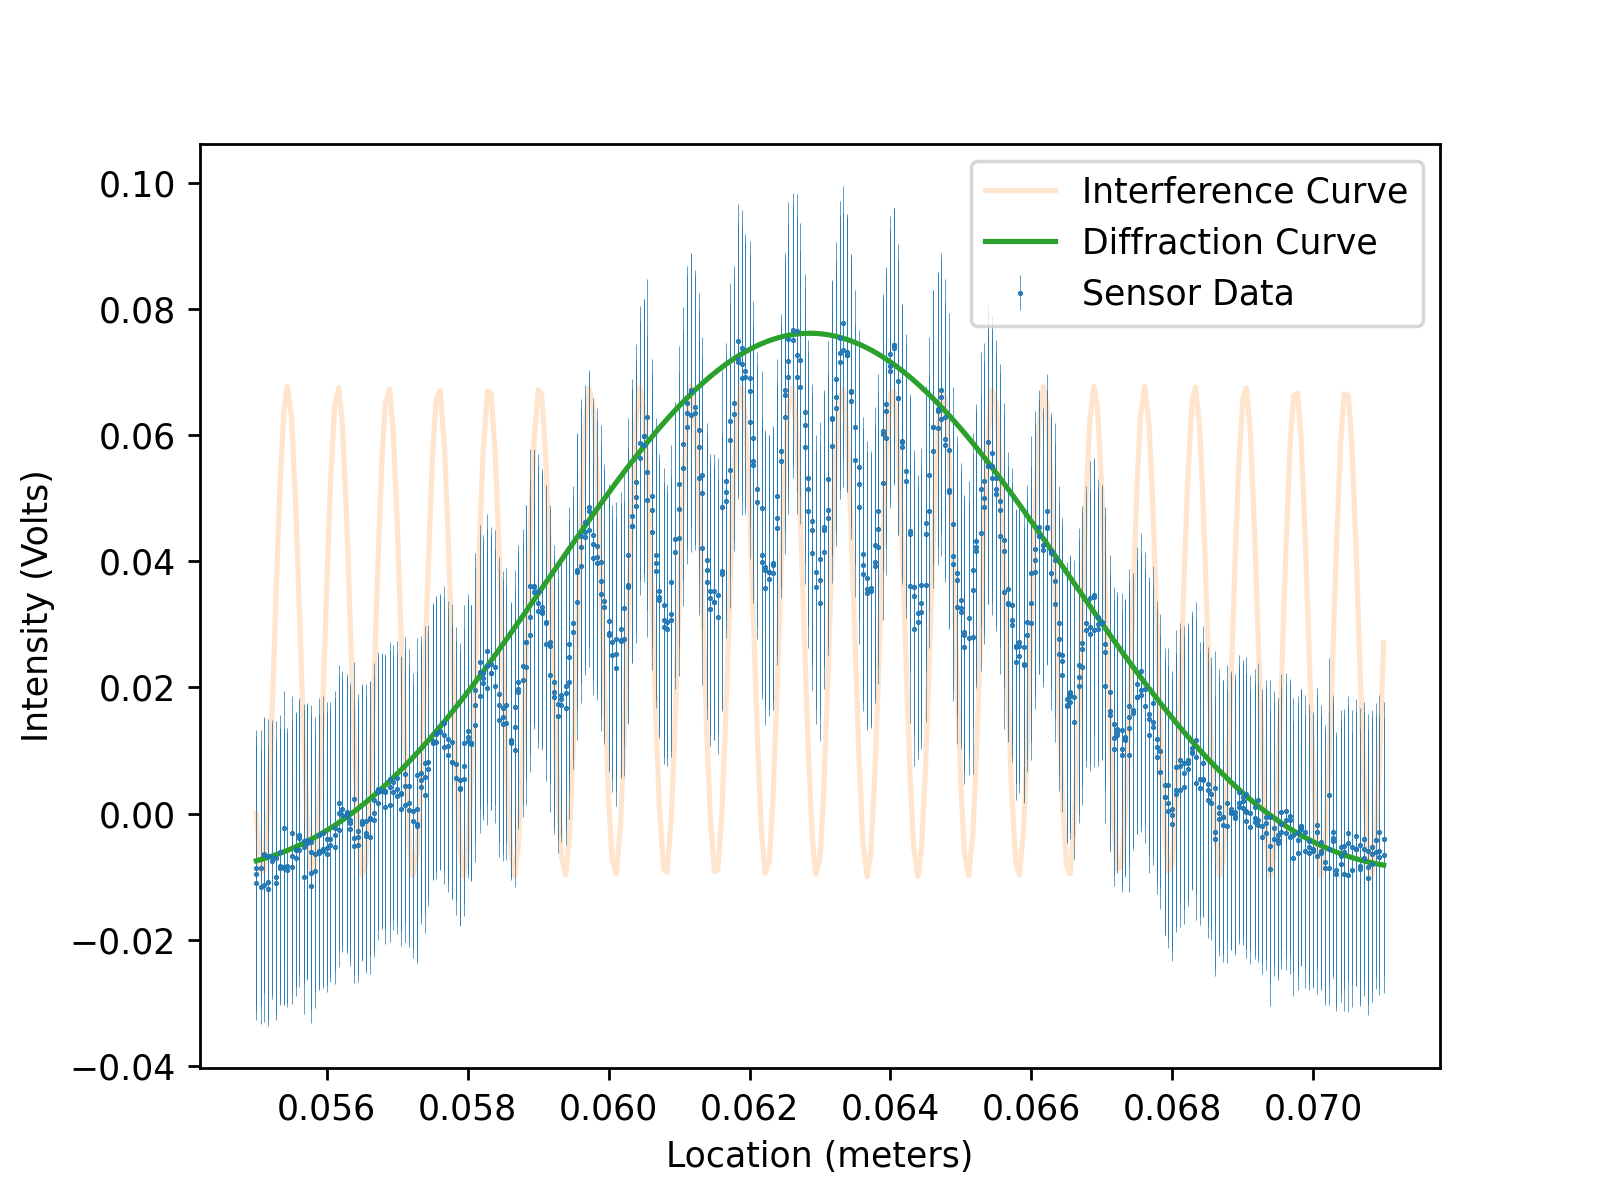 Interference Curve
Diffraction Curve
Sensor Data
Intensity (Volts)
0.10
0.08
0.06
0.04
0.02
0.00
−0.02
−0.04
0.056 0.058 0.060 0.062 0.064 0.066 0.068 0.070
Location (meters)